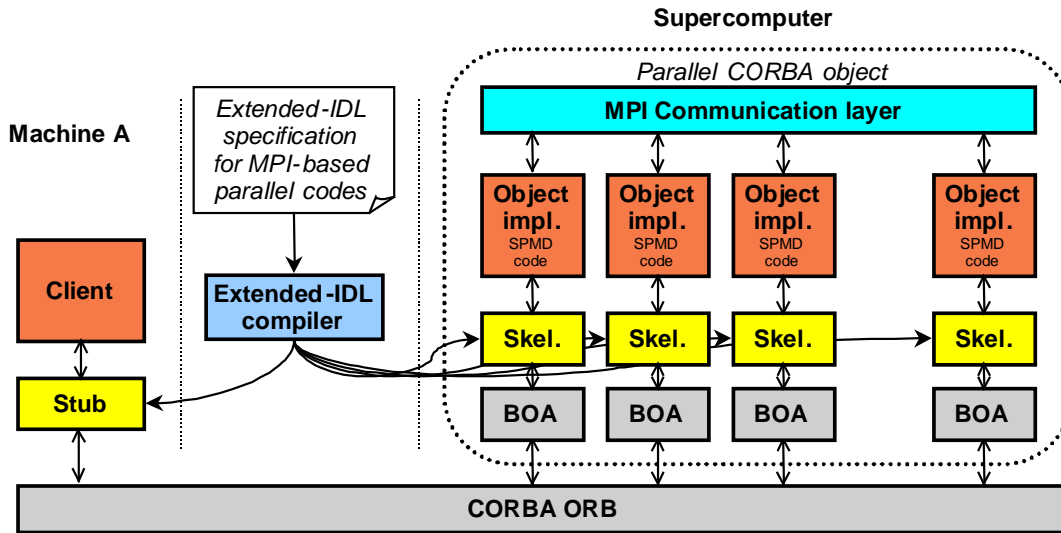 Supercomputer
Parallel CORBA object
MPI Communication layer
Machine A
Extended-IDL
specification
for MPI-based
parallel codes
Object
impl.
SPMD
code
Object
impl.
SPMD
code
Object
impl.
SPMD
code
Object
impl.
SPMD
code
Client
Extended-IDL
compiler
Skel.
Skel.
Skel.
Skel.
Stub
BOA
BOA
BOA
BOA
CORBA ORB